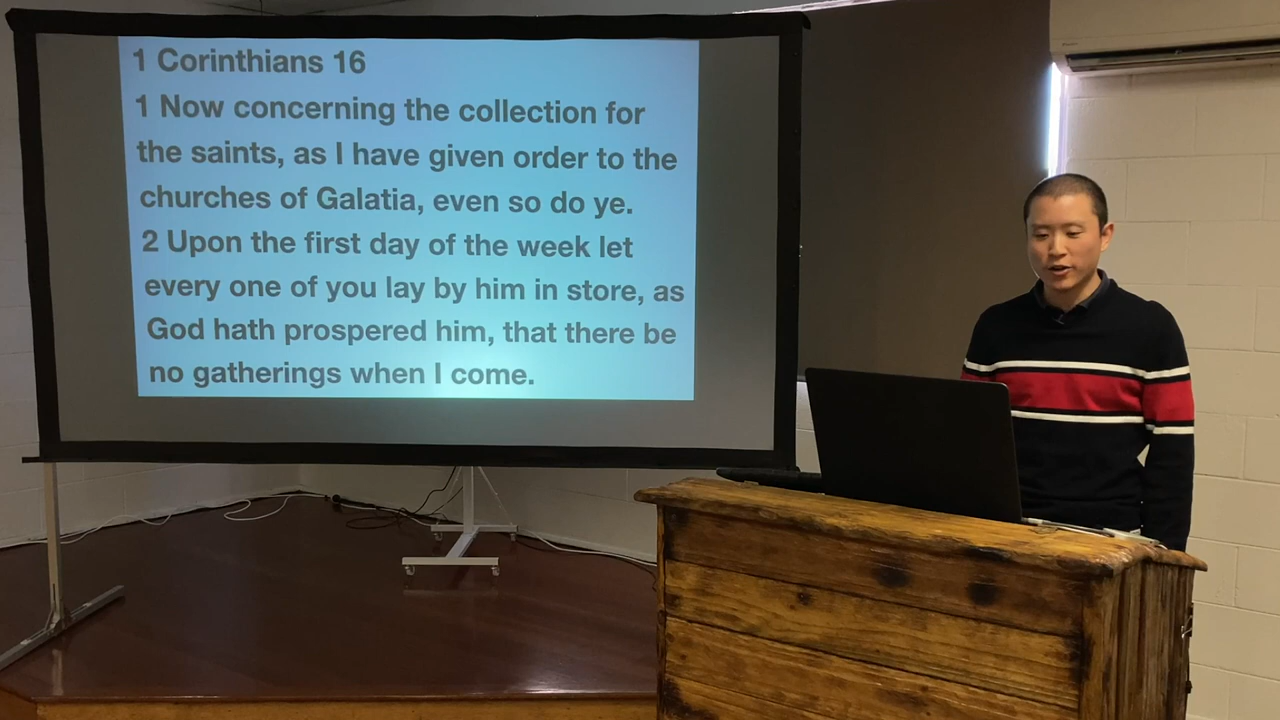 1 Corinthians 16
1 Now concerning the collection for
the saints, as I have given order to the
churches of Galatia, even so do ye.
2 Upon the first day of the week let
every one of you lay by him in store, as
God hath prospered him, that there be
no gatherings when I come.